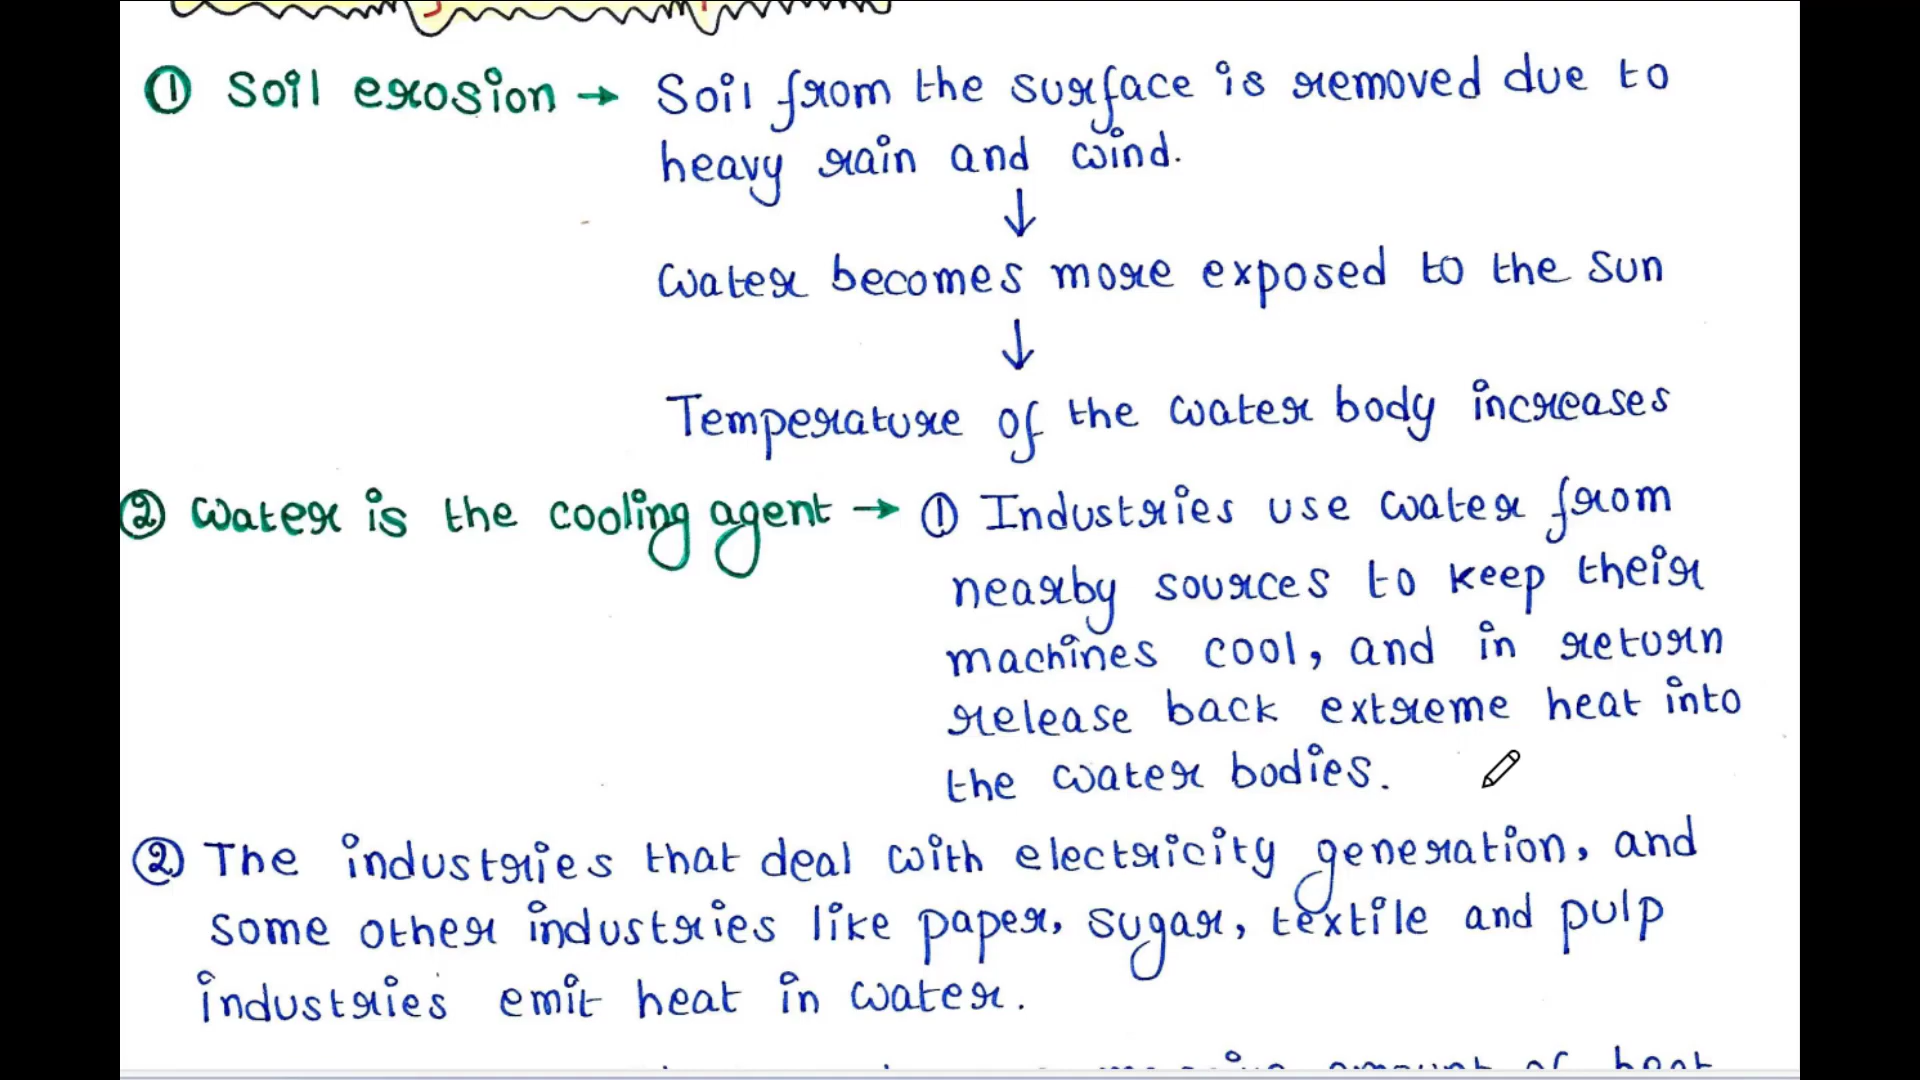 ① Soil erosion → Soil from the surface is removed due to
heavy rain and wind.
↓
Water becomes more exposed to the sun
↓
Temperature of the water body increases
② Water is the cooling agent → ① Industries use water from
nearby sources to keep their
machines cool, and in return
release back extreme heat into
the water bodies.
② The industries that deal with electricity generation, and
some other industries like paper, sugar, textile and pulp
industries emit heat in water.
amount of heat